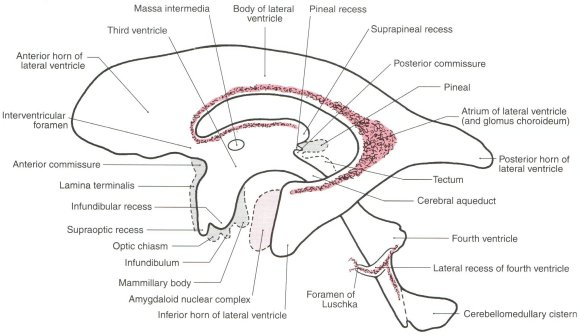 Massa intermedia
Body of lateral
ventricle
Pineal recess
Third ventricle
Suprapineal recess
Anterior horn of
lateral ventricle
Posterior commissure
Pineal
Interventricular
foramen
Atrium of lateral ventricle
(and glomus choroideum)
Anterior commissure
Posterior horn of
lateral ventricle
Lamina terminalis
Tectum
Infundibular recess
Cerebral aqueduct
Supraoptic recess
Optic chiasm
Fourth ventricle
Infundibulum
Lateral recess of fourth ventricle
Mammillary body
Amygdaloid nuclear complex
Foramen of
Luschka
Inferior horn of lateral ventricle
Cerebellomedullary cistern